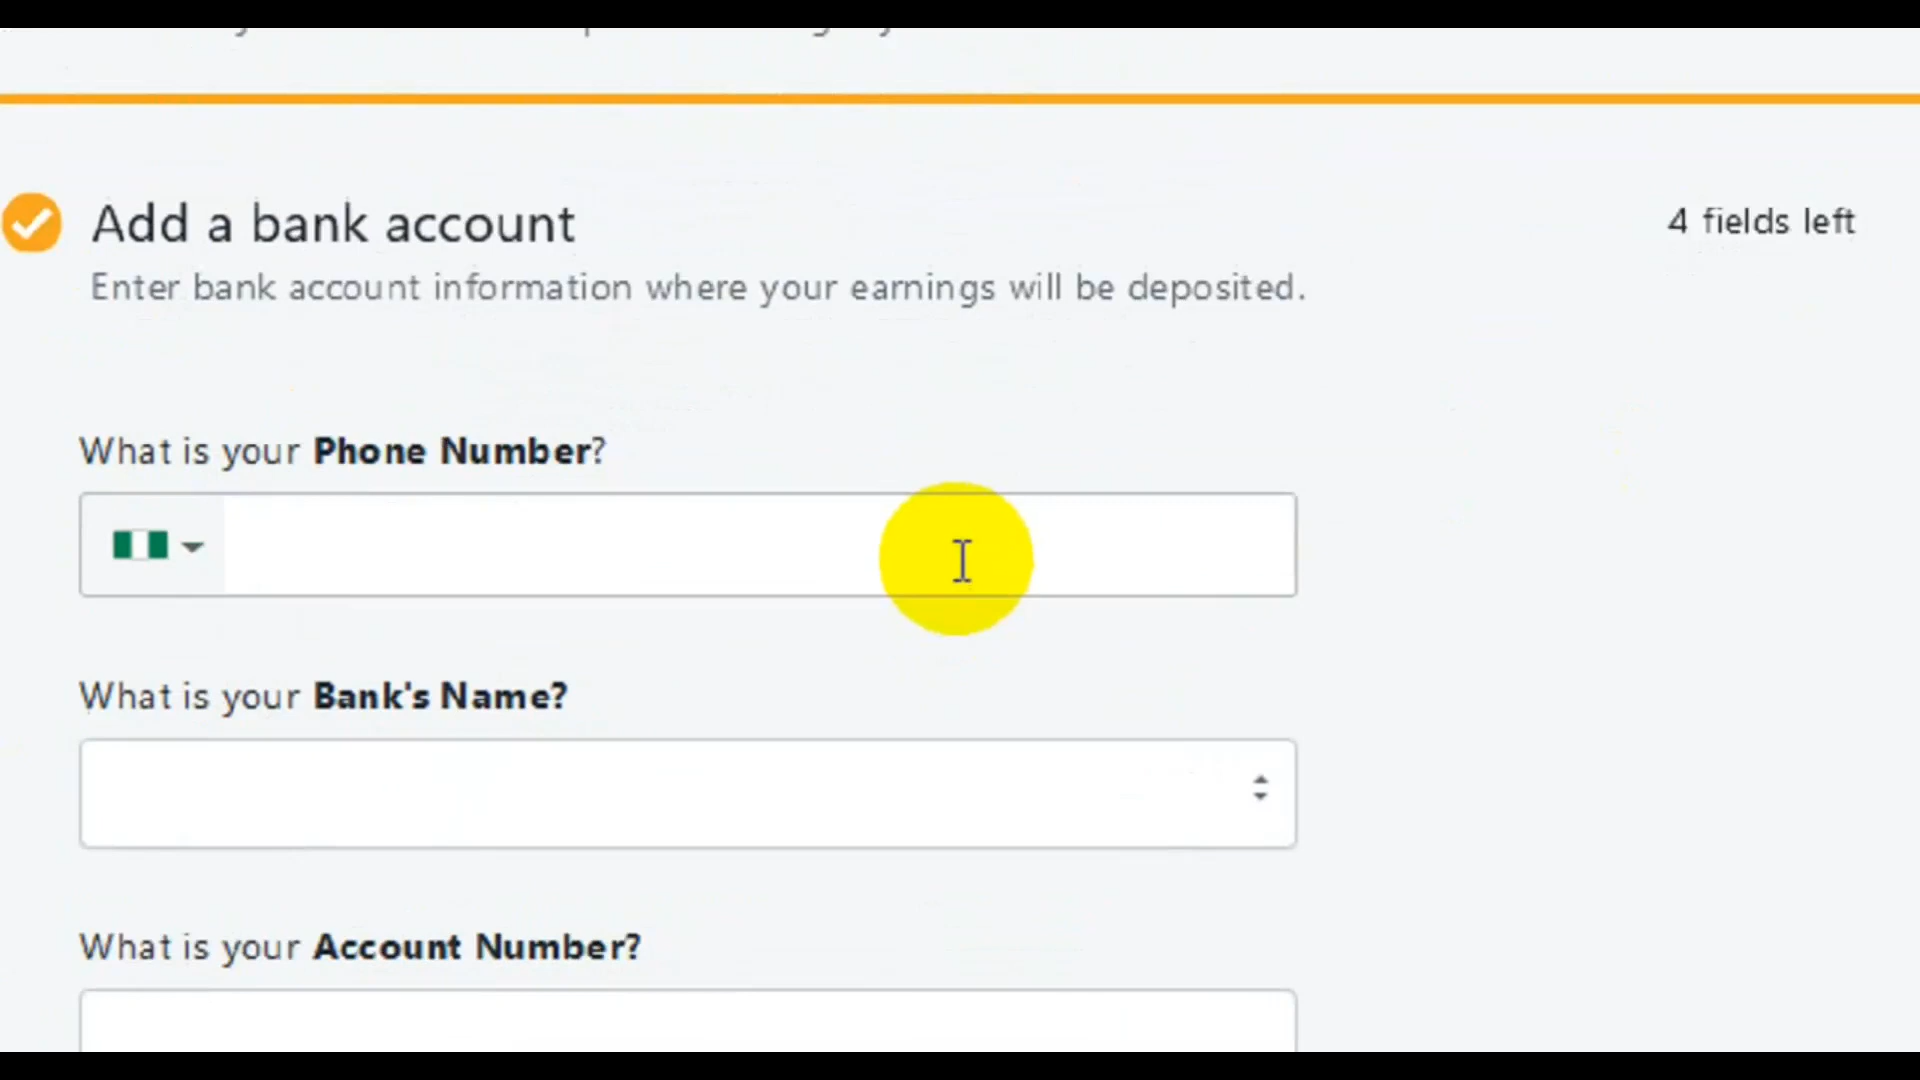 Add a bank account
4 fields left
Enter bank account information where your earnings will be deposited.
What is your Phone Number?
What is your Bank's Name?
What is your Account Number?